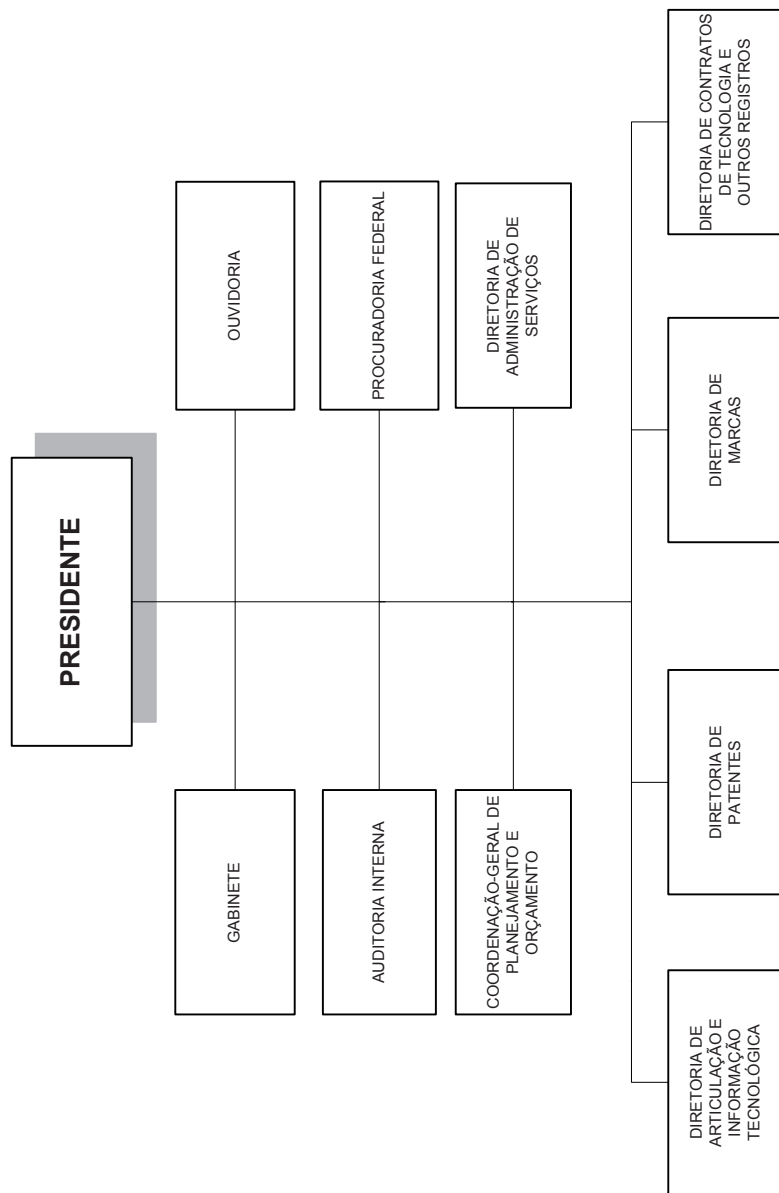 PRESIDENTE
GABINETE
OUVIDORIA
AUDITORIA INTERNA
PROCURADORIA FEDERAL
COORDENAÇÃO-GERAL DE
PLANEJAMENTO E
ORÇAMENTO
DIRETORIA DE
ADMINISTRAÇÃO DE
SERVIÇOS
DIRETORIA DE
ARTICULAÇÃO E
INFORMAÇÃO
TECNOLÓGICA
DIRETORIA DE
PATENTES
DIRETORIA DE
MARCAS
DIRETORIA DE CONTRATOS
DE TECNOLOGIA E
OUTROS REGISTROS